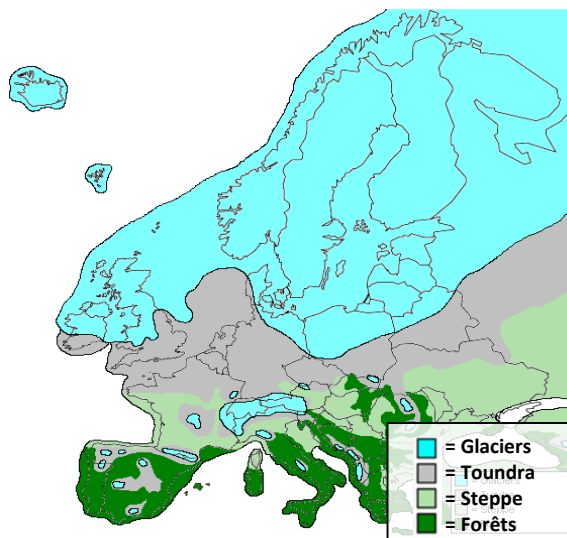 = Glaciers
= Toundra
= Steppe
= Forêts